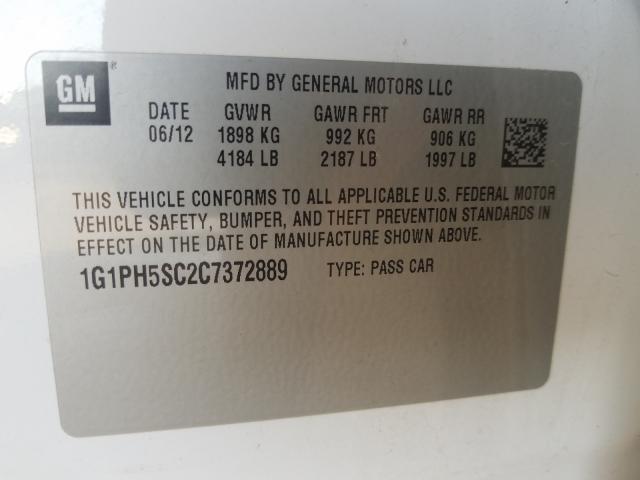 GM®
MFD BY GENERAL MOTORS LLC
DATE GVWR GAWR FRT GAWR RR
06/12 1898 KG 992 KG 906 KG
4184 LB 2187 LB 1997 LB
THIS VEHICLE CONFORMS TO ALL APPLICABLE U.S. FEDERAL MOTOR
VEHICLE SAFETY, BUMPER, AND THEFT PREVENTION STANDARDS IN
EFFECT ON THE DATE OF MANUFACTURE SHOWN ABOVE.
1G1PH5SC2C7372889 TYPE: PASS CAR